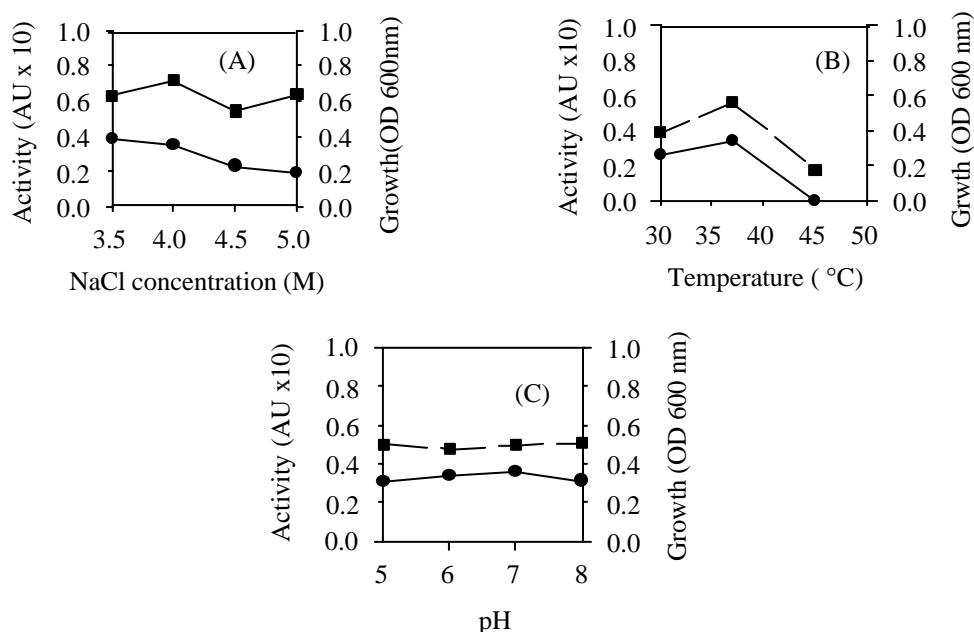 Activity (AU x 10)
1.0
0.8
0.6
0.4
0.2
0.0
(A)
1.0
0.8
0.6
0.4
0.2
0.0
Growth(OD 600nm)
3.5 4.0 4.5 5.0
NaCl concentration (M)
Activity (AU x10)
1.0
0.8
0.6
0.4
0.2
0.0
(B)
1.0
0.8
0.6
0.4
0.2
0.0
Grwth (OD 600 nm)
30 35 40 45 50
Temperature ( °C)
Activity (AU x10)
1.0
0.8
0.6
0.4
0.2
0.0
(C)
1.0
0.8
0.6
0.4
0.2
0.0
Growth (OD 600 nm)
5 6 7 8
pH